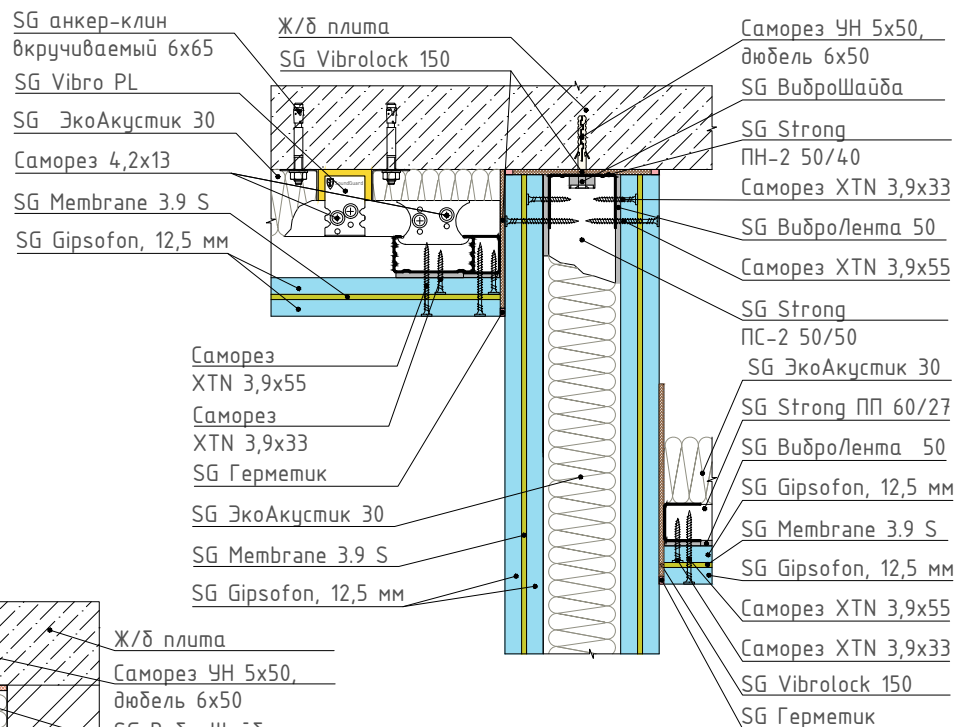 SG анкер-клин
вкручиваемый 6х65
SG Vibro PL
SG ЭкоАкустик 30
Саморез 4,2х13
SG Membrane 3.9 S
SG Gipsofon, 12,5 мм
Ж/б плита
SG Vibrolock 150
Саморез УН 5х50,
дюбель 6х50
SG ВиброШайба
SG Strong
ПН-2 50/40
Саморез XTN 3,9х33
SG ВиброЛента 50
Саморез XTN 3,9х55
SG Strong
ПС-2 50/50
SG ЭкоАкустик 30
SG Strong ПП 60/27
SG ВиброЛента 50
SG Gipsofon, 12,5 мм
SG Membrane 3.9 S
SG Gipsofon, 12,5 мм
Саморез XTN 3,9х55
Саморез XTN 3,9х33
SG Vibrolock 150
SG Герметик
Саморез
XTN 3,9х55
Саморез
XTN 3,9х33
SG Герметик
SG ЭкоАкустик 30
SG Membrane 3.9 S
SG Gipsofon, 12,5 мм
Ж/б плита
Саморез УН 5х50,
дюбель 6х50